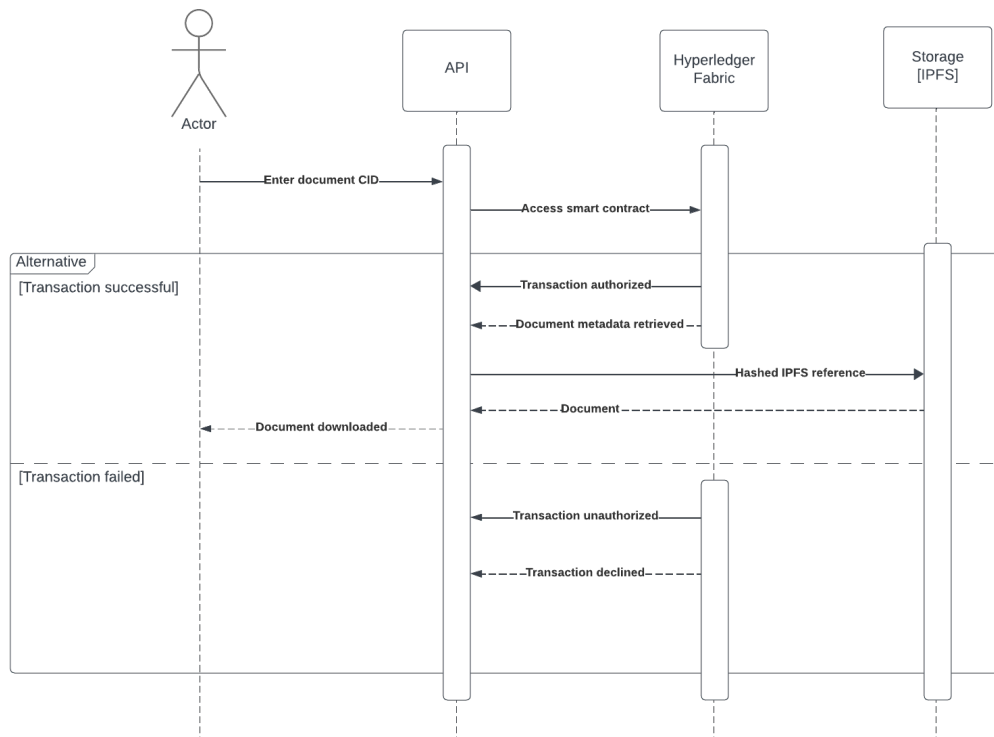 Actor
API
Hyperledger
Fabric
Storage
[IPFS]
Enter document CID
Access smart contract
Alternative
[Transaction successful]
Transaction authorized
Document metadata retrieved
Hashed IPFS reference
Document
Document downloaded
[Transaction failed]
Transaction unauthorized
Transaction declined